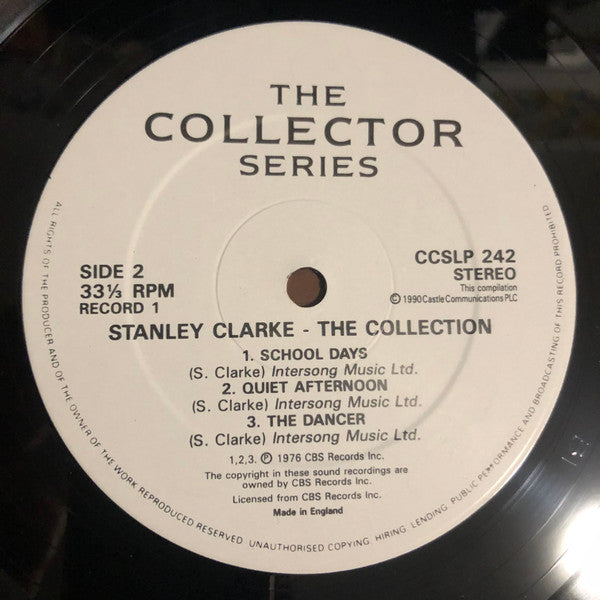 THE
COLLECTOR
SERIES
SIDE 2
33⅓ RPM
RECORD 1
CCSLP 242
STEREO
This compilation
Ⓒ 1990 Castle Communications PLC
STANLEY CLARKE - THE COLLECTION
1. SCHOOL DAYS
(S. Clarke) Intersong Music Ltd.
2. QUIET AFTERNOON
(S. Clarke) Intersong Music Ltd.
3. THE DANCER
(S. Clarke) Intersong Music Ltd.
1,2,3. ℗ 1976 CBS Records Inc.
The copyright in these sound recordings are
owned by CBS Records Inc.
Licensed from CBS Records Inc.
Made in England
ALL RIGHTS OF THE PRODUCER AND OF THE OWNER OF THE WORK REPRODUCED RESERVED. UNAUTHORISED COPYING, HIRING, LENDING, PUBLIC PERFORMANCE AND BROADCASTING OF THIS RECORD PROHIBITED